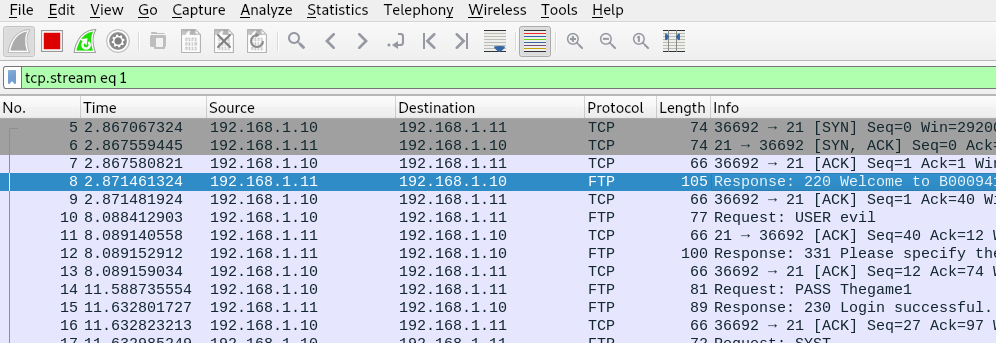 File Edit View Go Capture Analyze Statistics Telephony Wireless Tools Help
tcp.stream eq 1
No. Time Source Destination Protocol Length Info
5 2.867067324 192.168.1.10 192.168.1.11 TCP 74 36692 → 21 [SYN] Seq=0 Win=2920
6 2.867559445 192.168.1.11 192.168.1.10 TCP 74 21 → 36692 [SYN, ACK] Seq=0 Ack=
7 2.867580821 192.168.1.10 192.168.1.11 TCP 66 36692 → 21 [ACK] Seq=1 Ack=1 Win
8 2.871461324 192.168.1.11 192.168.1.10 FTP 105 Response: 220 Welcome to B00094
9 2.871481924 192.168.1.10 192.168.1.11 TCP 66 36692 → 21 [ACK] Seq=1 Ack=40 Wi
10 8.088412903 192.168.1.10 192.168.1.11 FTP 77 Request: USER evil
11 8.089140558 192.168.1.11 192.168.1.10 TCP 66 21 → 36692 [ACK] Seq=40 Ack=12 W
12 8.089152912 192.168.1.11 192.168.1.10 FTP 100 Response: 331 Please specify the
13 8.089159034 192.168.1.10 192.168.1.11 TCP 66 36692 → 21 [ACK] Seq=12 Ack=74 W
14 11.588735554 192.168.1.10 192.168.1.11 FTP 81 Request: PASS Thegame1
15 11.632801727 192.168.1.11 192.168.1.10 FTP 89 Response: 230 Login successful.
16 11.632823213 192.168.1.10 192.168.1.11 TCP 66 36692 → 21 [ACK] Seq=27 Ack=97 W
17 11.632985249 192.168.1.10 192.168.1.11 FTP 72 Request: SYST